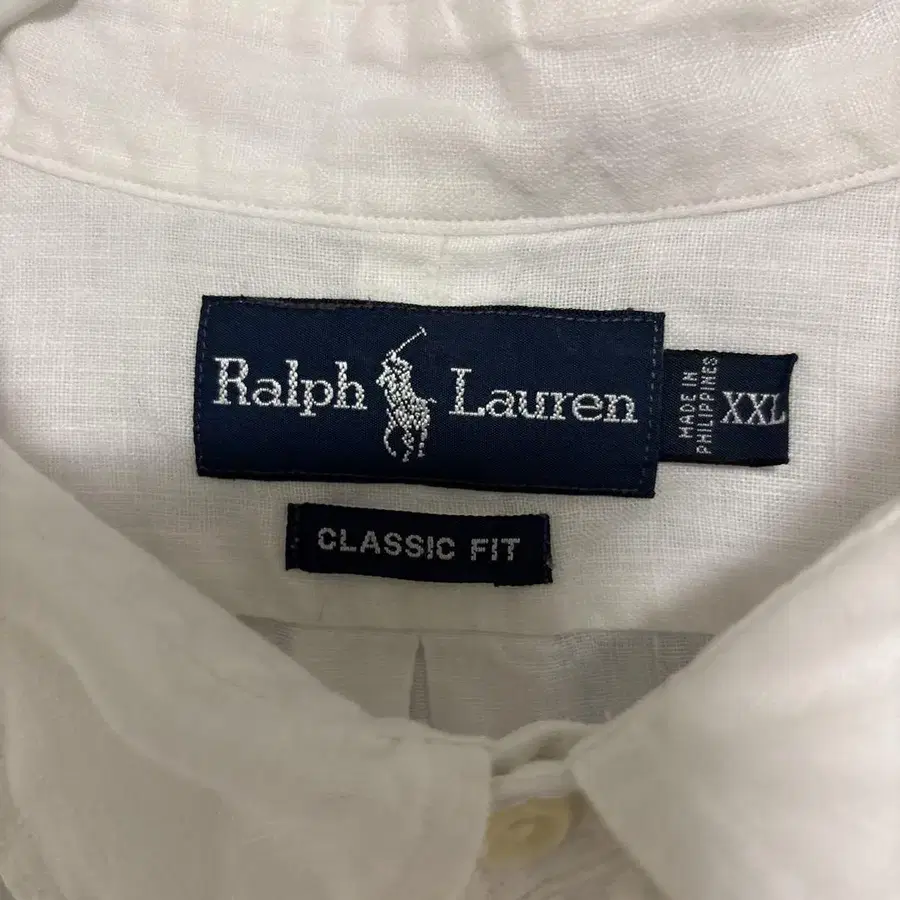 Ralph Lauren
MADE IN
PHILIPPINES
XXL
CLASSIC FIT